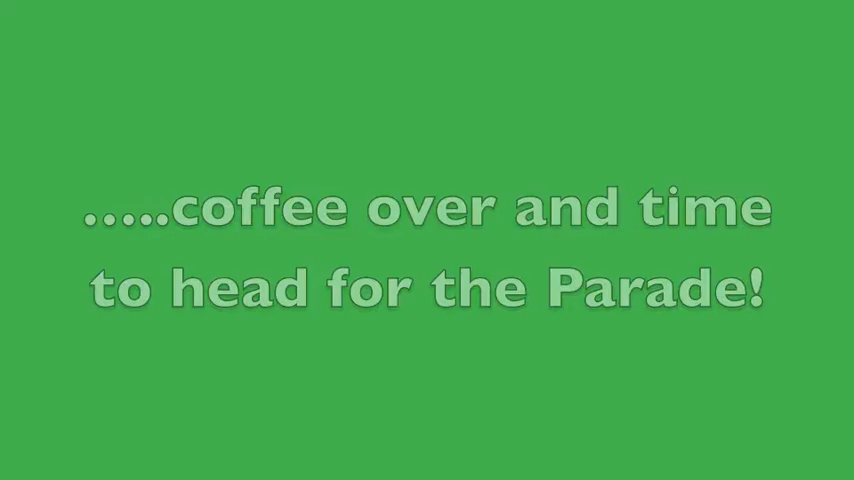 .....coffee over and time
to head for the Parade!